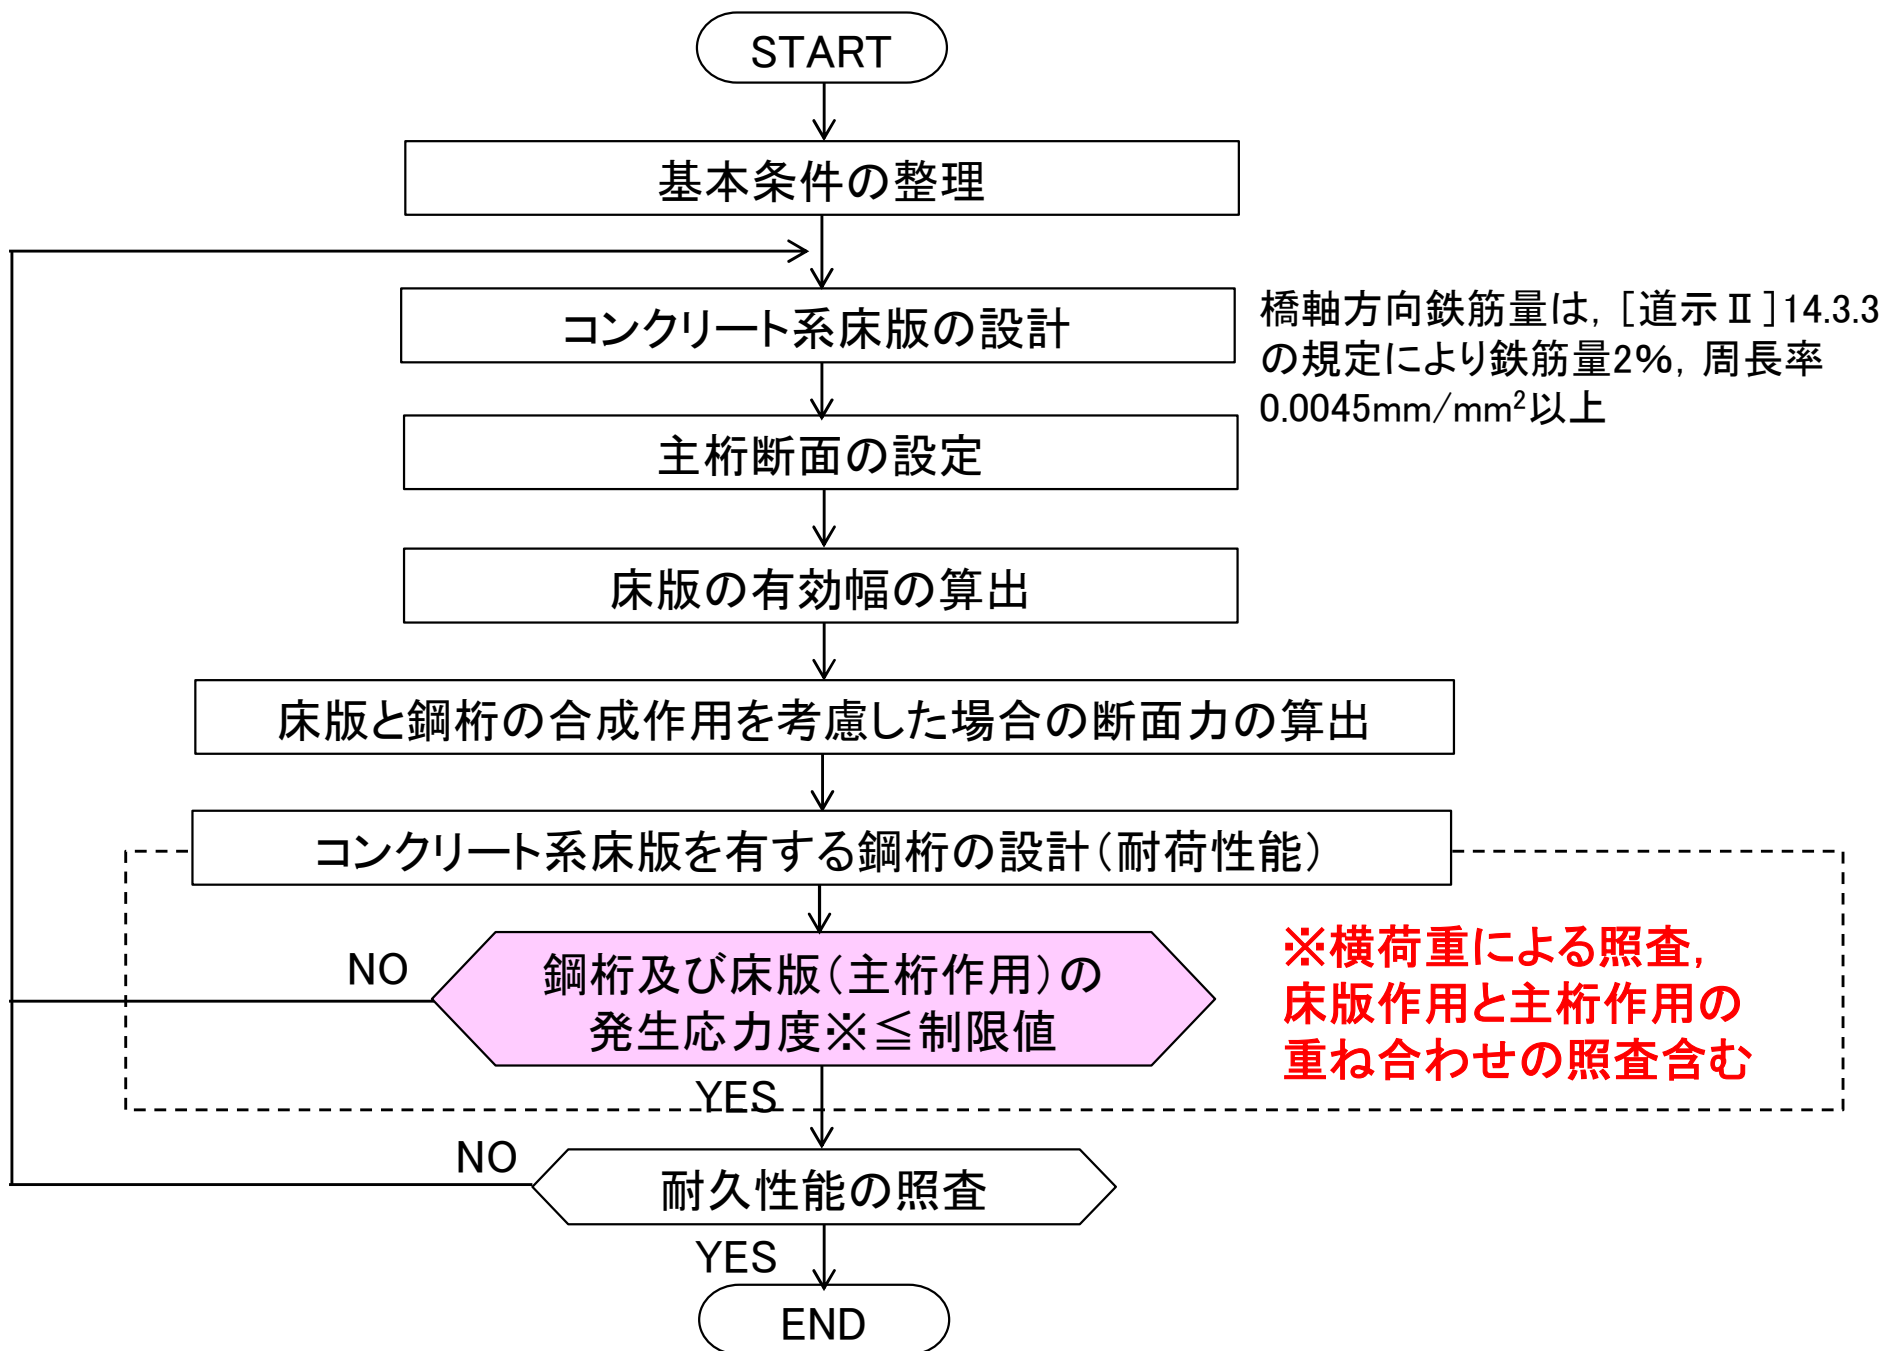 START
基本条件の整理
コンクリート系床版の設計
橋軸方向鉄筋量は，［道示Ⅱ］14.3.3
の規定により鉄筋量2%，周長率
0.0045mm/mm²以上
主桁断面の設定
床版の有効幅の算出
床版と鋼桁の合成作用を考慮した場合の断面力の算出
コンクリート系床版を有する鋼桁の設計（耐荷性能）
NO
鋼桁及び床版（主桁作用）の
発生応力度※≦制限値
※横荷重による照査，
床版作用と主桁作用の
重ね合わせの照査含む
YES
NO
耐久性能の照査
YES
END